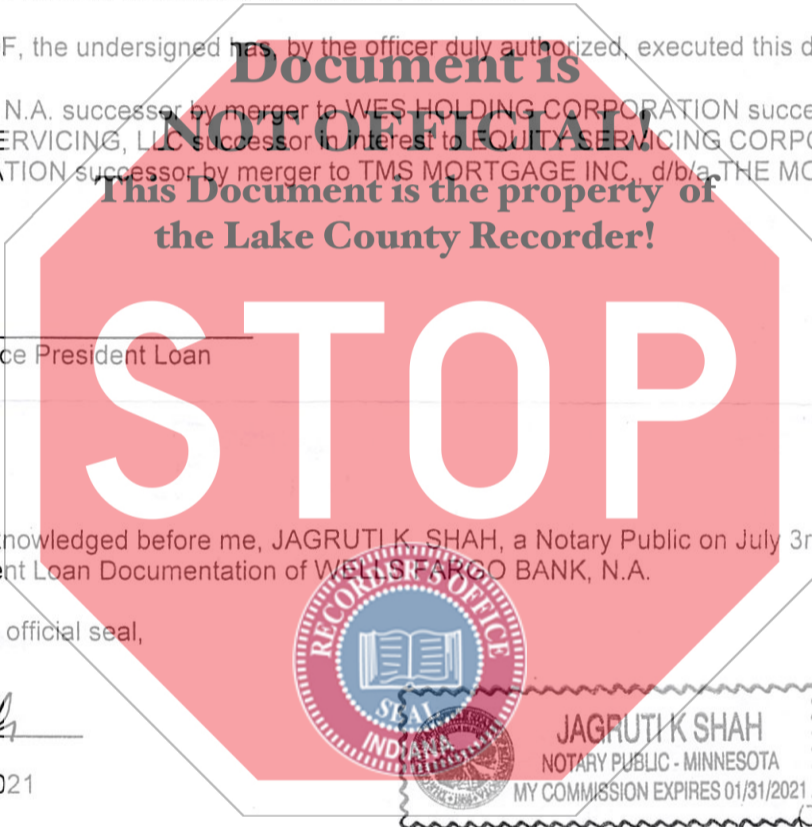 F, the undersigned has, by the officer duly authorized, executed this d
Document is
N.A. successor by merger to WES HOLDING CORPORATION succe
NOT OFFICIAL!
ERVICING, LLC successor in interest to EQUITY SERVICING CORPO
ATION successor by merger to TMS MORTGAGE INC., d/b/a THE MO
This Document is the property of
the Lake County Recorder!
STOP
ce President Loan
nowledged before me, JAGRUTI K SHAH, a Notary Public on July 3r
nt Loan Documentation of WELLS FARGO BANK, N.A.
RECORDER'S OFFICE
SEAL
INDIANA
official seal,
JAGRUTI K SHAH
NOTARY PUBLIC - MINNESOTA
MY COMMISSION EXPIRES 01/31/2021
021